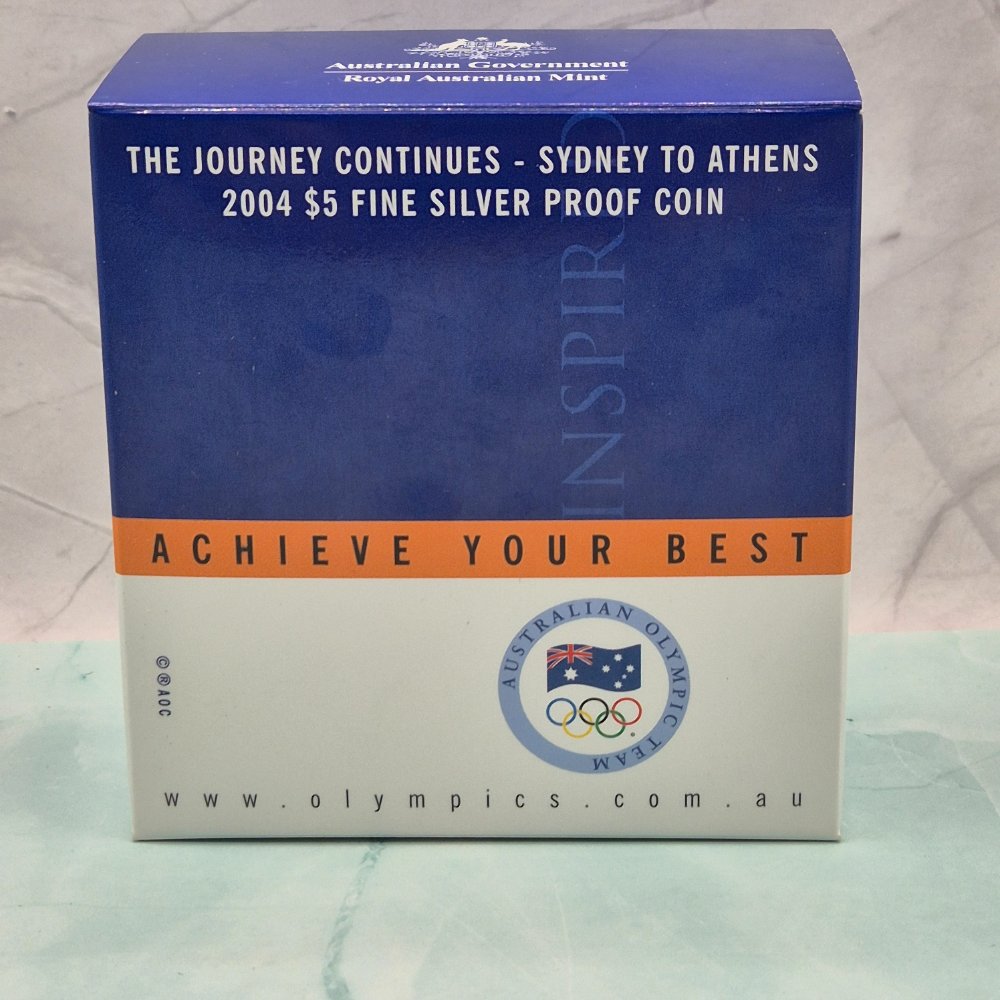 Australian Government
Royal Australian Mint
THE JOURNEY CONTINUES - SYDNEY TO ATHENS
2004 $5 FINE SILVER PROOF COIN
INSPIRD
ACHIEVE YOUR BEST
AUSTRALIAN OLYMPIC TEAM
©®AOC
www.olympics.com.au